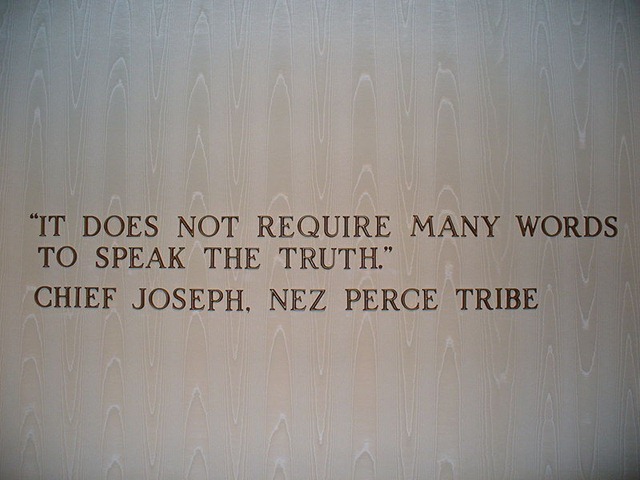 “IT DOES NOT REQUIRE MANY WORDS
TO SPEAK THE TRUTH.”
CHIEF JOSEPH, NEZ PERCE TRIBE